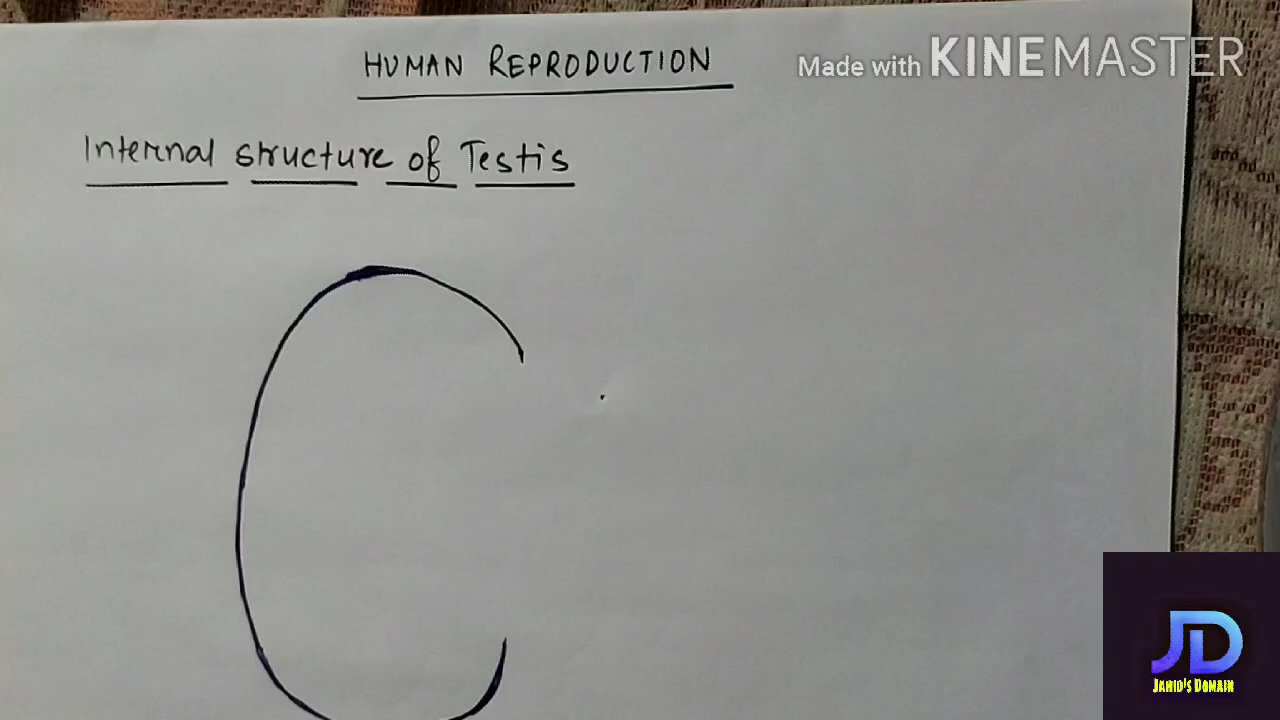 HUMAN REPRODUCTION
Made with KINEMASTER
Internal structure of Testis
JD
JAHID'S DOMAIN